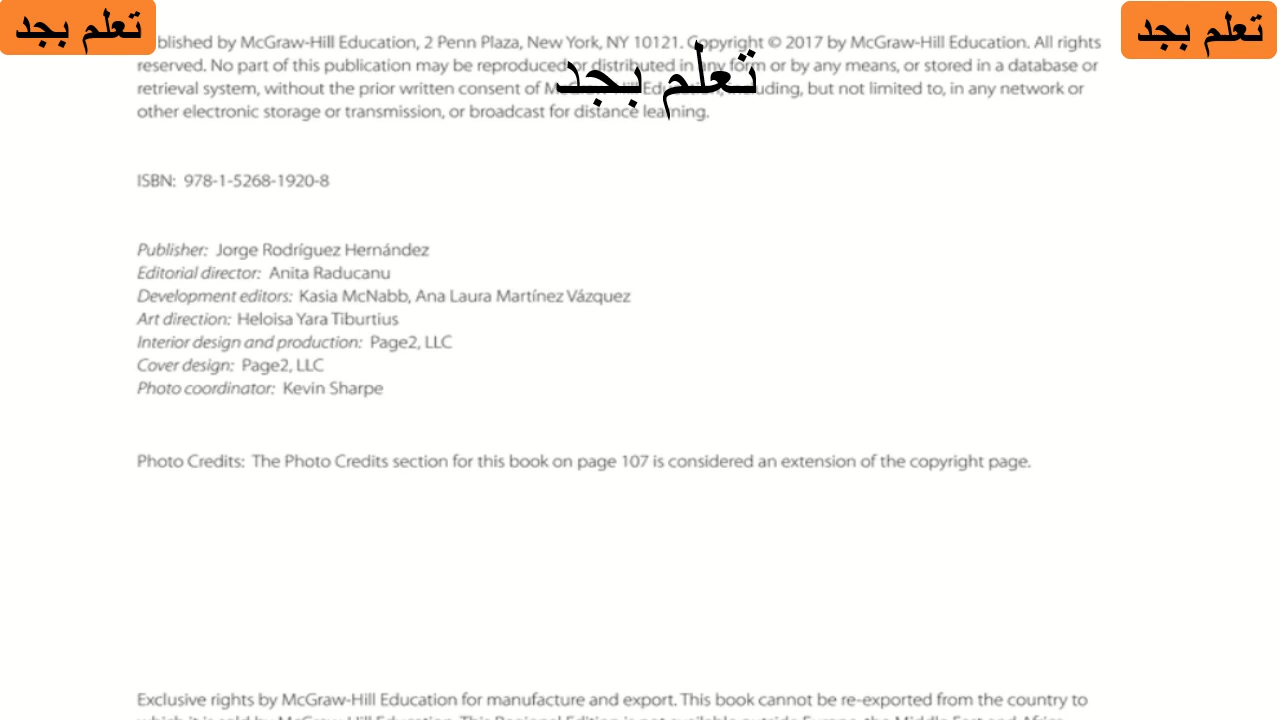 تعلم بجد
تعلم بجد
blished by McGraw-Hill Education, 2 Penn Plaza, New York, NY 10121. Copyright © 2017 by McGraw-Hill Education. All rights
تعلم بجد
reserved. No part of this publication may be reproduced or distributed in any form or by any means, or stored in a database or
retrieval system, without the prior written consent of McGraw-Hill Education, including, but not limited to, in any network or
other electronic storage or transmission, or broadcast for distance learning.
ISBN: 978-1-5268-1920-8
Publisher: Jorge Rodríguez Hernández
Editorial director: Anita Raducanu
Development editors: Kasia McNabb, Ana Laura Martínez Vázquez
Art direction: Heloisa Yara Tiburtius
Interior design and production: Page2, LLC
Cover design: Page2, LLC
Photo coordinator: Kevin Sharpe
Photo Credits: The Photo Credits section for this book on page 107 is considered an extension of the copyright page.
Exclusive rights by McGraw-Hill Education for manufacture and export. This book cannot be re-exported from the country to